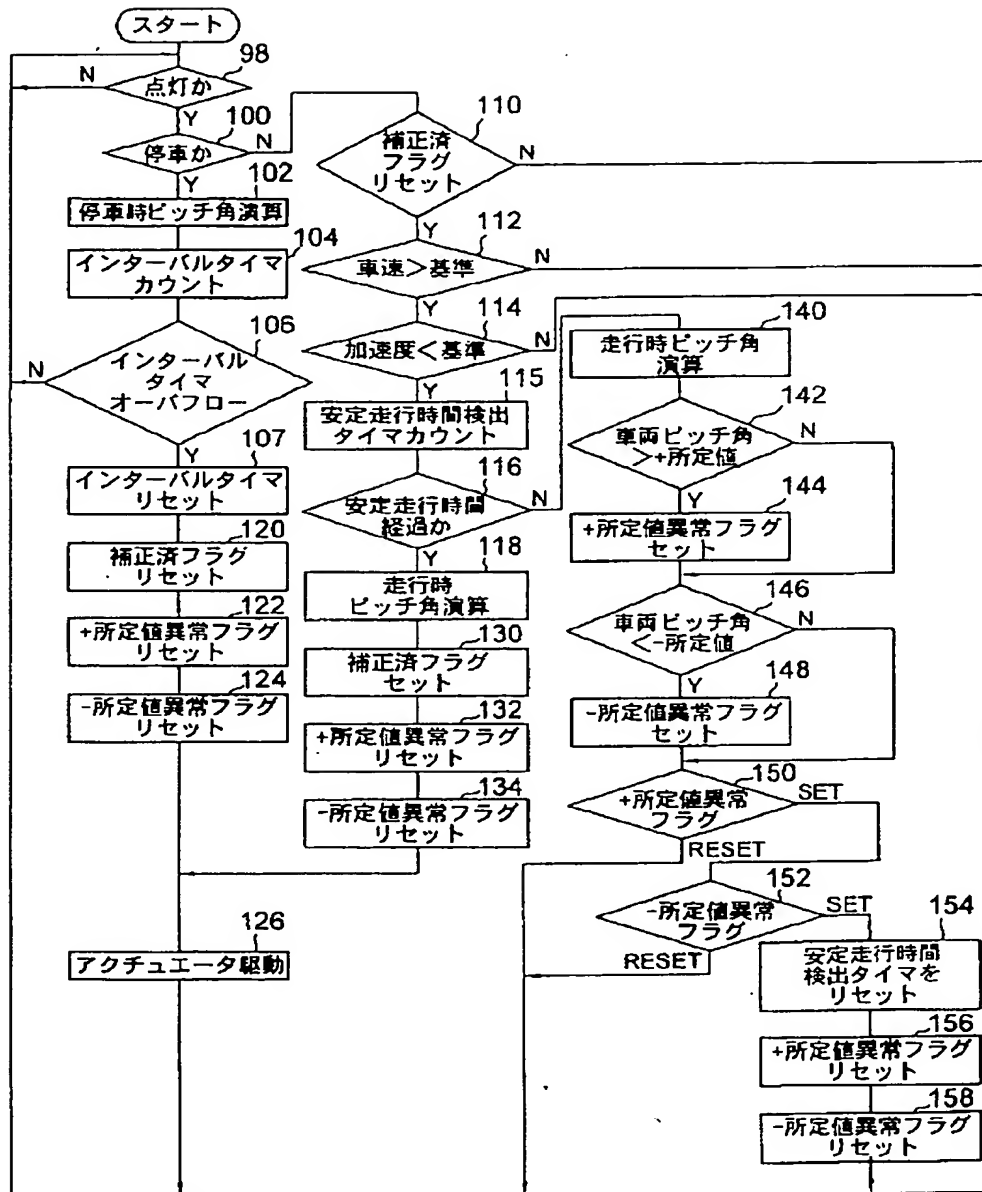 スタート
98
点灯か
N
Y
100
停車か
N
Y
102
停車時ピッチ角演算
104
インターバルタイマ
カウント
106
インターバル
タイマ
オーバフロー
N
Y
107
インターバルタイマ
リセット
120
補正済フラグ
リセット
122
+所定値異常フラグ
リセット
124
-所定値異常フラグ
リセット
126
アクチュエータ駆動
110
補正済
フラグ
リセット
N
Y
112
車速>基準
N
Y
114
加速度<基準
N
Y
115
安定走行時間検出
タイマカウント
116
安定走行時間
経過か
N
Y
118
走行時
ピッチ角演算
130
補正済フラグ
セット
132
+所定値異常フラグ
リセット
134
-所定値異常フラグ
リセット
140
走行時ピッチ角
演算
142
車両ピッチ角
>+所定値
N
Y
144
+所定値異常フラグ
セット
146
車両ピッチ角
<-所定値
N
Y
148
-所定値異常フラグ
セット
150
+所定値異常
フラグ
SET
RESET
152
-所定値異常
フラグ
SET
RESET
154
安定走行時間
検出タイマを
リセット
156
+所定値異常フラグ
リセット
158
-所定値異常フラグ
リセット